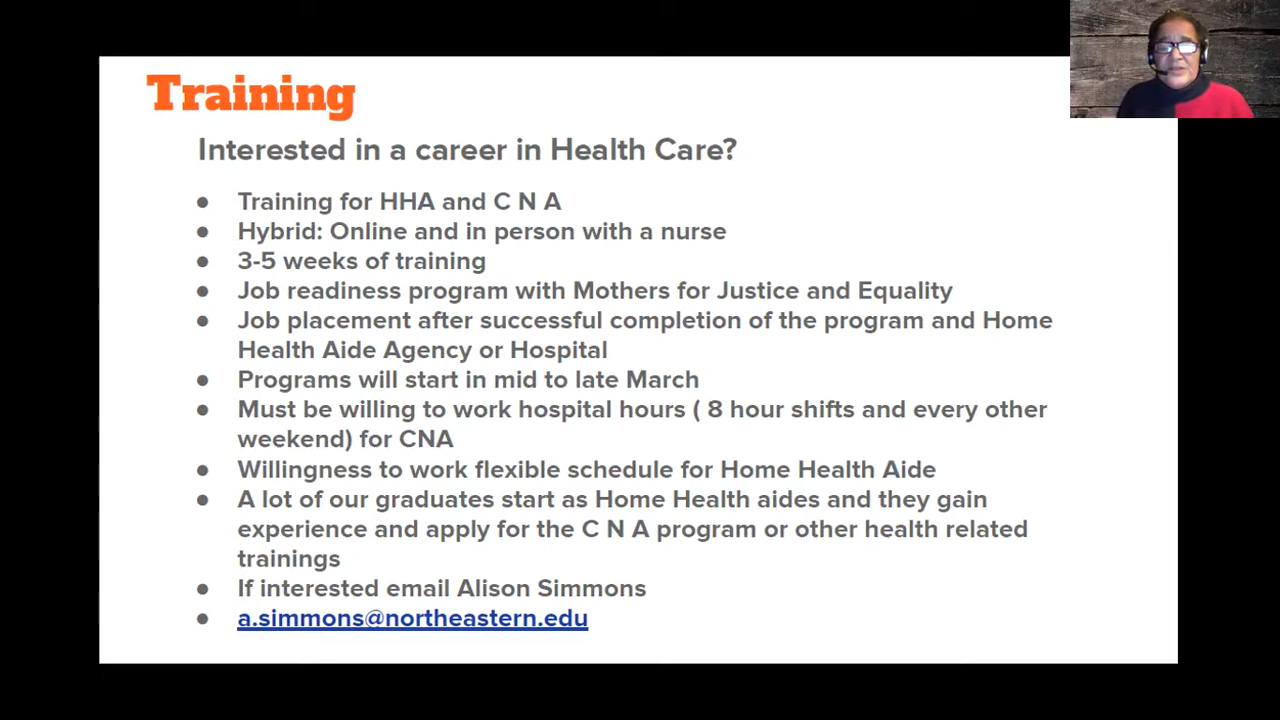 Training
Interested in a career in Health Care?
● Training for HHA and C N A
● Hybrid: Online and in person with a nurse
● 3-5 weeks of training
● Job readiness program with Mothers for Justice and Equality
● Job placement after successful completion of the program and Home
Health Aide Agency or Hospital
● Programs will start in mid to late March
● Must be willing to work hospital hours ( 8 hour shifts and every other
weekend) for CNA
● Willingness to work flexible schedule for Home Health Aide
● A lot of our graduates start as Home Health aides and they gain
experience and apply for the C N A program or other health related
trainings
● If interested email Alison Simmons
● a.simmons@northeastern.edu